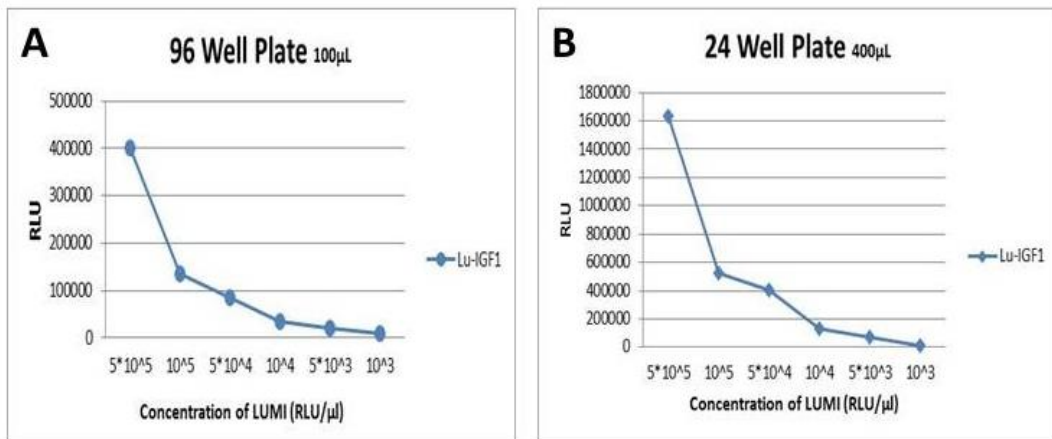 A
96 Well Plate 100µL
500000
400000
300000
200000
100000
0
RLU
5*10^5 10^5 5*10^4 10^4 5*10^3 10^3
Concentration of LUMI (RLU/µl)
Lu-IGF1
B
24 Well Plate 400µL
1800000
1600000
1400000
1200000
1000000
800000
600000
400000
200000
0
RLU
5*10^5 10^5 5*10^4 10^4 5*10^3 10^3
Concentration of LUMI (RLU/µl)
Lu-IGF1